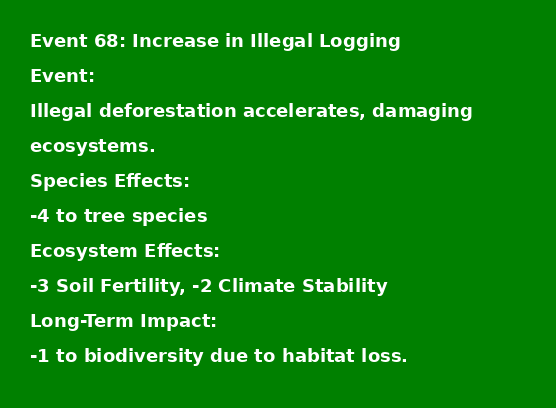 Event 68: Increase in Illegal Logging
Event:
Illegal deforestation accelerates, damaging
ecosystems.
Species Effects:
-4 to tree species
Ecosystem Effects:
-3 Soil Fertility, -2 Climate Stability
Long-Term Impact:
-1 to biodiversity due to habitat loss.